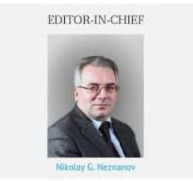 EDITOR-IN-CHIEF
Nikolay G. Neznanov